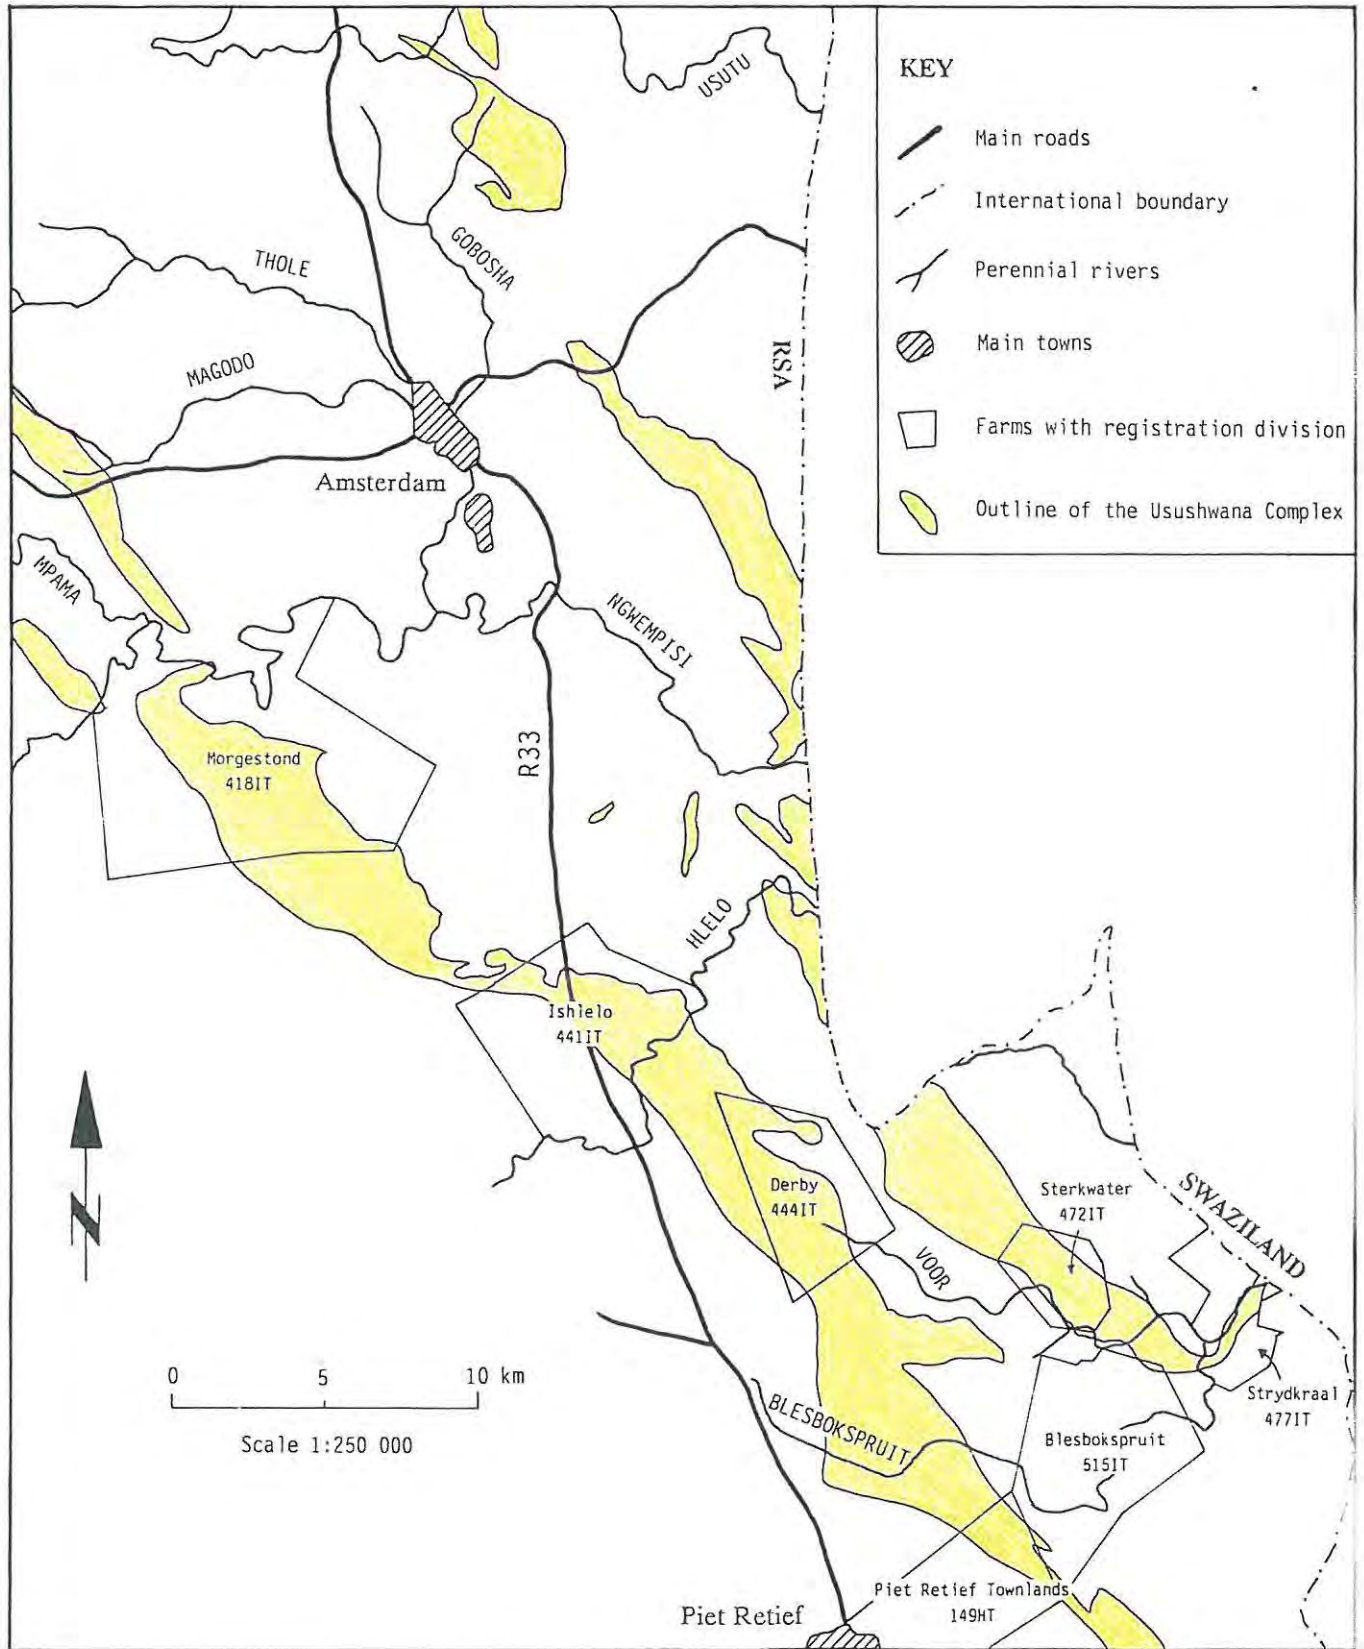 USUTU
KEY
Main roads
International boundary
Perennial rivers
Main towns
Farms with registration division
Outline of the Usushwana Complex
THOLE
GOBOSHA
MAGODO
RSA
Amsterdam
MPAMA
NGWEMPISI
R33
Morgestond
418IT
HLELO
Ishlelo
441IT
N
Derby
444IT
Sterkwater
472IT
SWAZILAND
VOOR
0 5 10 km
Scale 1:250 000
Strydkraal
477IT
BLESBOKSPRUIT
Blesbokspruit
515IT
Piet Retief Townlands
149HT
Piet Retief